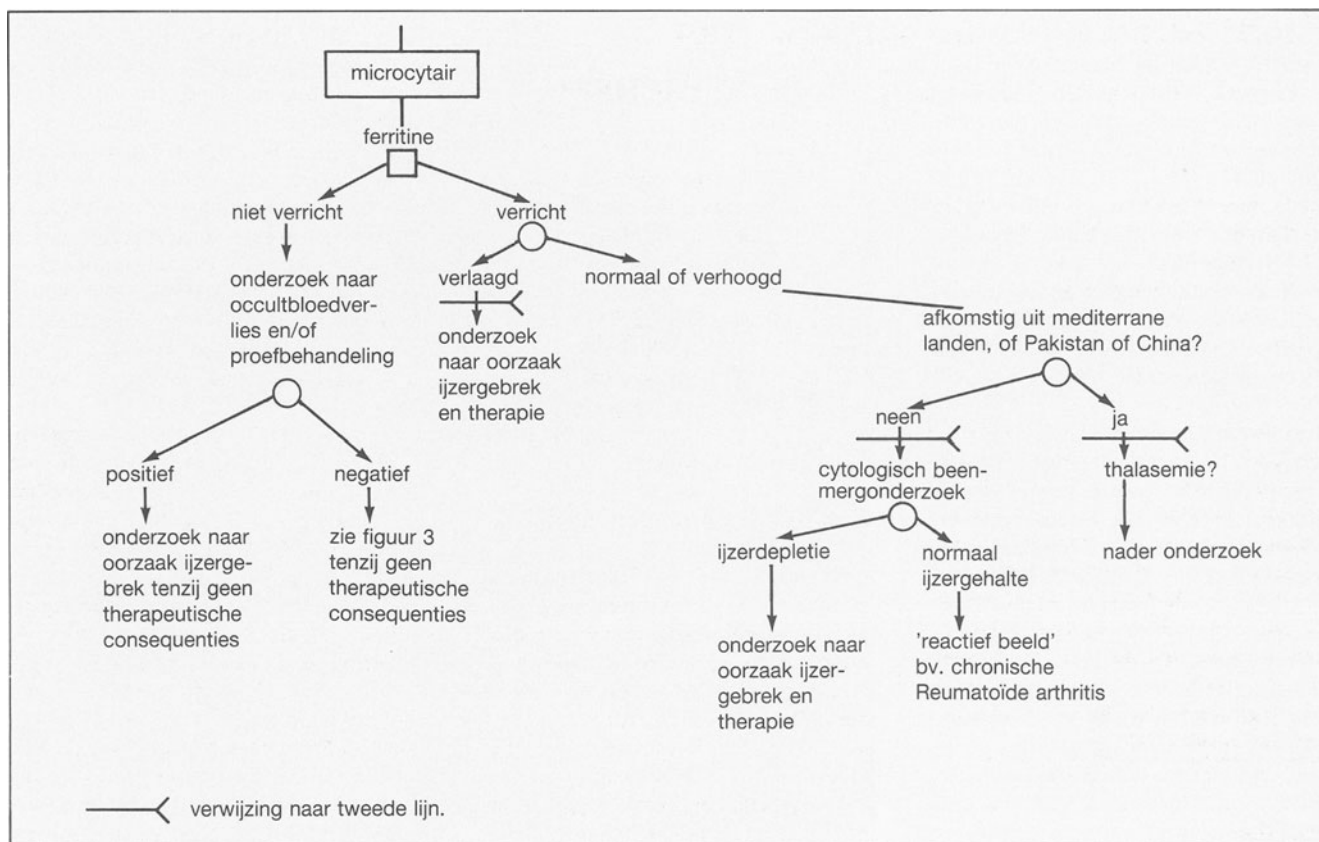 microcytair
ferritine
niet verricht
verricht
onderzoek naar
occultbloedver-
lies en/of
proefbehandeling
verlaagd
normaal of verhoogd
onderzoek
naar oorzaak
ijzergebrek
en therapie
afkomstig uit mediterrane
landen, of Pakistan of China?
neen
ja
positief
negatief
cytologisch been-
mergonderzoek
thalasemie?
onderzoek naar
oorzaak ijzerge-
brek tenzij geen
therapeutische
consequenties
zie figuur 3
tenzij geen
therapeutische
consequenties
ijzerdepletie
normaal
ijzergehalte
nader onderzoek
onderzoek naar
oorzaak ijzer-
gebrek en
therapie
'reactief beeld'
bv. chronische
Reumatoïde arthritis
verwijzing naar tweede lijn.